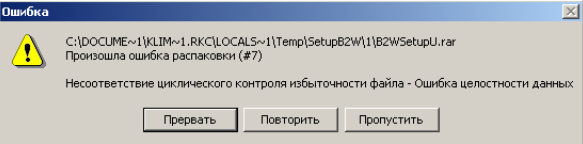 Ошибка
C:\DOCUME~1\KLIM~1.RKC\LOCALS~1\Temp\SetupB2W\1\B2WSetupU.rar
Произошла ошибка распаковки (#7)
Несоответствие циклического контроля избыточности файла - Ошибка целостности данных
Прервать Повторить Пропустить